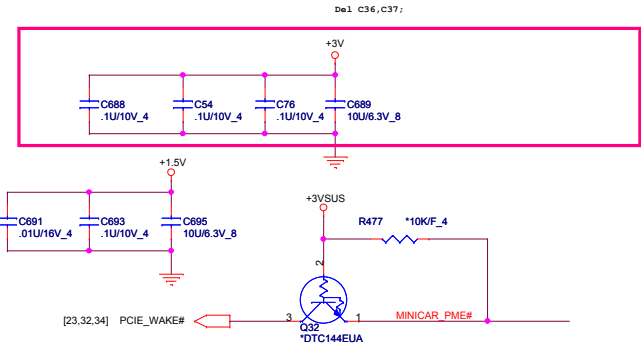 Del C36,C37;
+3V
C688
.1U/10V_4
C54
.1U/10V_4
C76
.1U/10V_4
C689
10U/6.3V_8
+1.5V
C691
.01U/16V_4
C693
.1U/10V_4
C695
10U/6.3V_8
+3VSUS
R477 *10K/F_4
2
[23,32,34] PCIE_WAKE# 3 1 MINICAR_PME#
Q32
*DTC144EUA